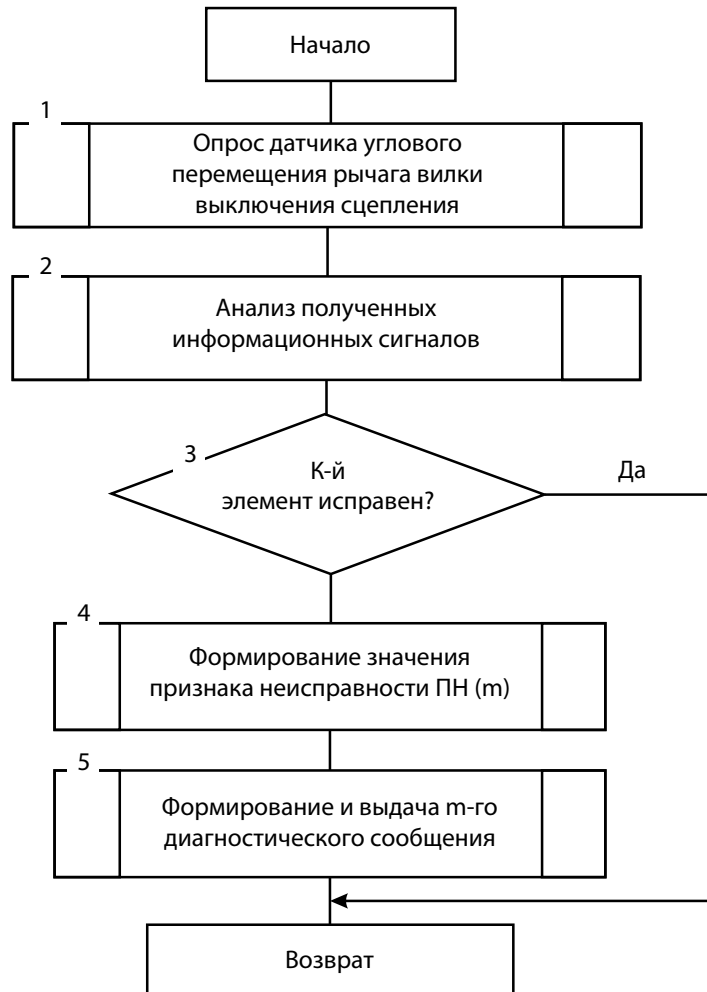 Начало
1
Опрос датчика углового
перемещения рычага вилки
выключения сцепления
2
Анализ полученных
информационных сигналов
3
К-й
элемент исправен?
Да
4
Формирование значения
признака неисправности ПН (m)
5
Формирование и выдача m-го
диагностического сообщения
Возврат